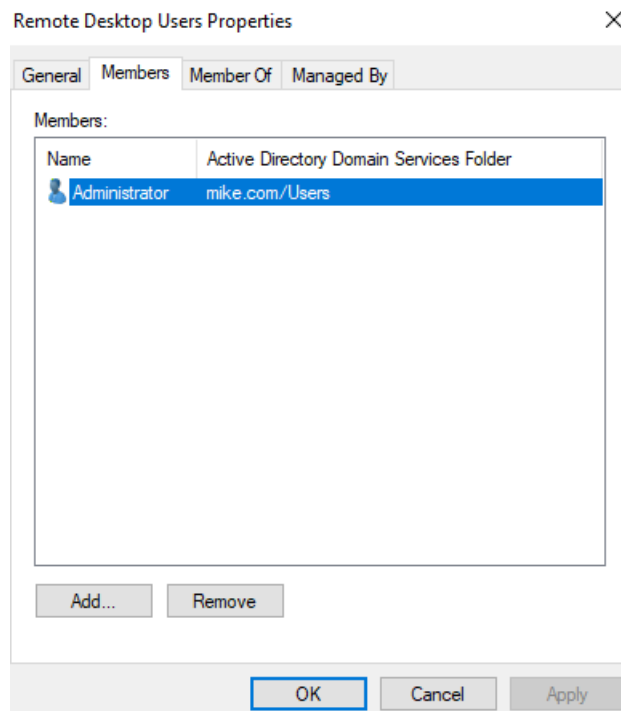 Remote Desktop Users Properties
General Members Member Of Managed By
Members:
Name Active Directory Domain Services Folder
Administrator mike.com/Users
Add... Remove
OK Cancel Apply